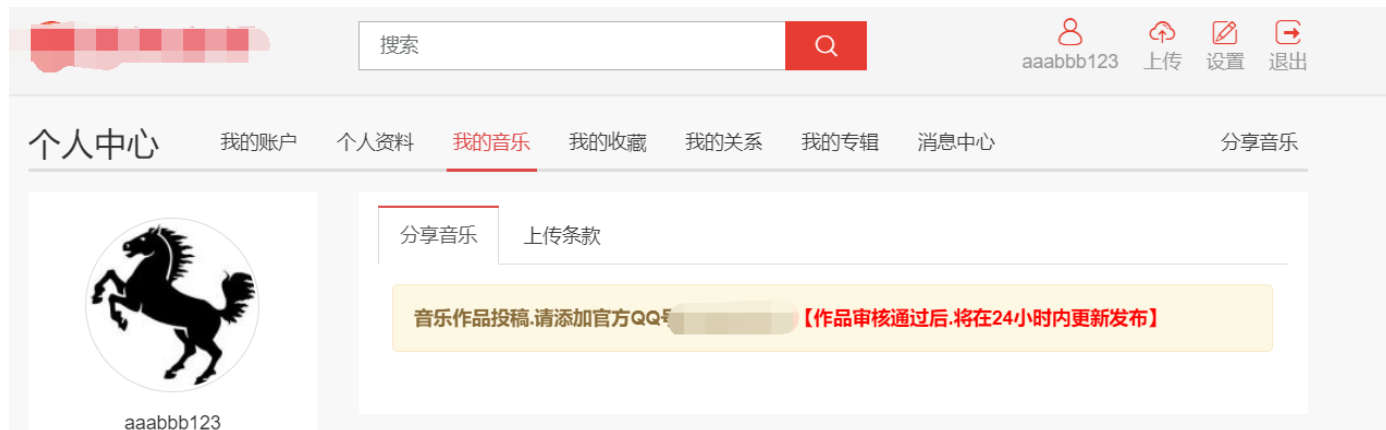 搜索
aaabbb123 上传 设置 退出
个人中心 我的账户 个人资料 我的音乐 我的收藏 我的关系 我的专辑 消息中心 分享音乐
分享音乐 上传条款
音乐作品投稿.请添加官方QQ号 【作品审核通过后.将在24小时内更新发布】
aaabbb123